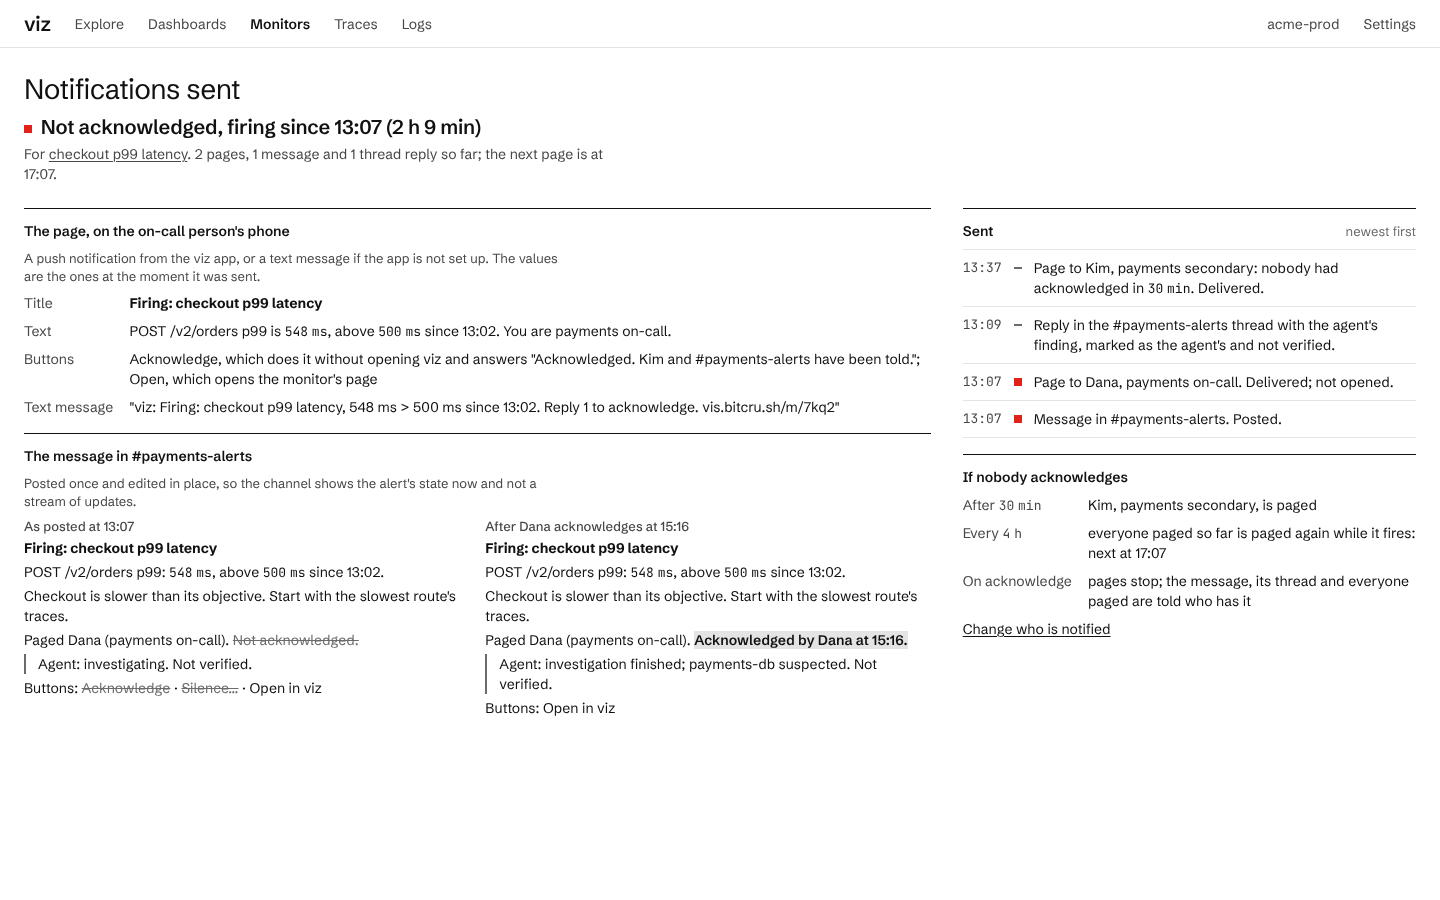 viz Explore Dashboards Monitors Traces Logs acme-prod Settings
Notifications sent
Not acknowledged, firing since 13:07 (2 h 9 min)
For checkout p99 latency. 2 pages, 1 message and 1 thread reply so far; the next page is at
17:07.
The page, on the on-call person's phone
A push notification from the viz app, or a text message if the app is not set up. The values
are the ones at the moment it was sent.
Title Firing: checkout p99 latency
Text POST /v2/orders p99 is 548 ms, above 500 ms since 13:02. You are payments on-call.
Buttons Acknowledge, which does it without opening viz and answers "Acknowledged. Kim and #payments-alerts have been told.";
Open, which opens the monitor's page
Text message "viz: Firing: checkout p99 latency, 548 ms > 500 ms since 13:02. Reply 1 to acknowledge. vis.bitcru.sh/m/7kq2"
The message in #payments-alerts
Posted once and edited in place, so the channel shows the alert's state now and not a
stream of updates.
As posted at 13:07
Firing: checkout p99 latency
POST /v2/orders p99: 548 ms, above 500 ms since 13:02.
Checkout is slower than its objective. Start with the slowest route's
traces.
Paged Dana (payments on-call). Not acknowledged.
Agent: investigating. Not verified.
Buttons: Acknowledge · Silence... · Open in viz
After Dana acknowledges at 15:16
Firing: checkout p99 latency
POST /v2/orders p99: 548 ms, above 500 ms since 13:02.
Checkout is slower than its objective. Start with the slowest route's
traces.
Paged Dana (payments on-call). Acknowledged by Dana at 15:16.
Agent: investigation finished; payments-db suspected. Not
verified.
Buttons: Open in viz
Sent newest first
13:37 – Page to Kim, payments secondary: nobody had
acknowledged in 30 min. Delivered.
13:09 – Reply in the #payments-alerts thread with the agent's
finding, marked as the agent's and not verified.
13:07 Page to Dana, payments on-call. Delivered; not opened.
13:07 Message in #payments-alerts. Posted.
If nobody acknowledges
After 30 min Kim, payments secondary, is paged
Every 4 h everyone paged so far is paged again while it fires:
next at 17:07
On acknowledge pages stop; the message, its thread and everyone
paged are told who has it
Change who is notified